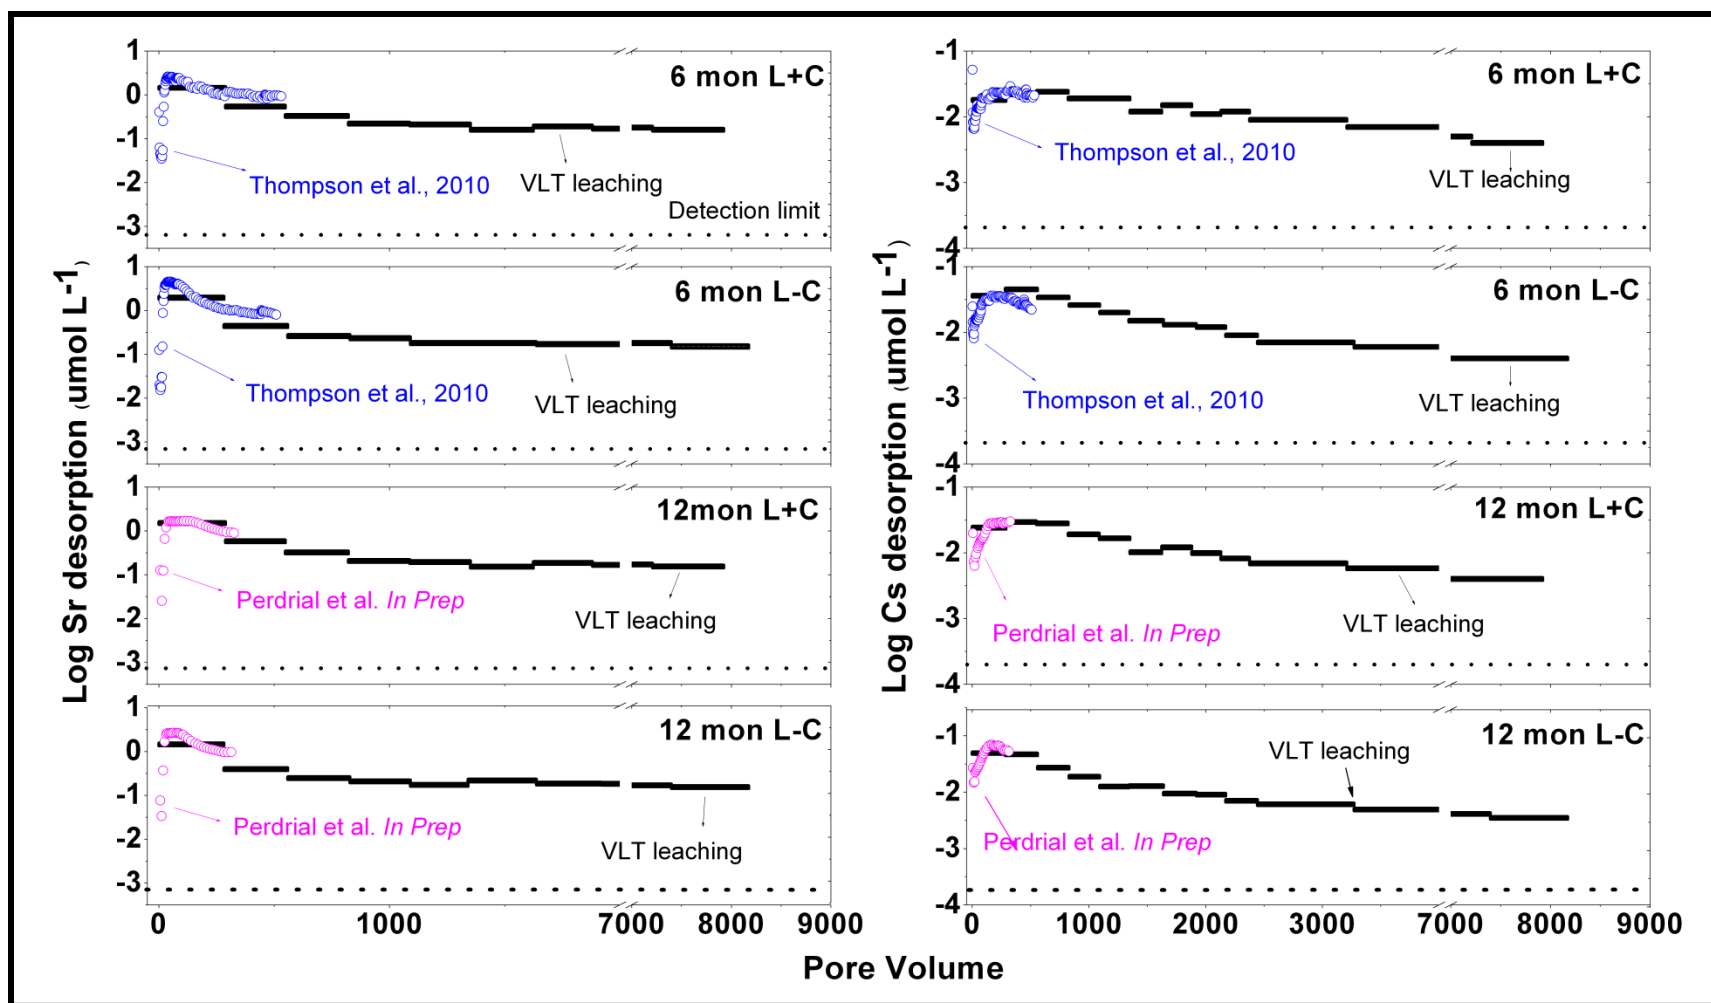 Log Sr desorption (umol L-1)
1
0
-1
-2
-3
6 mon L+C
Thompson et al., 2010
VLT leaching
Detection limit
1
0
-1
-2
-3
6 mon L-C
Thompson et al., 2010
VLT leaching
1
0
-1
-2
-3
12mon L+C
Perdrial et al. In Prep
VLT leaching
1
0
-1
-2
-3
12 mon L-C
Perdrial et al. In Prep
VLT leaching
0 1000 7000 8000 9000
Log Cs desorption (umol L-1)
-1
-2
-3
-4
6 mon L+C
Thompson et al., 2010
VLT leaching
-1
-2
-3
-4
6 mon L-C
Thompson et al., 2010
VLT leaching
-1
-2
-3
-4
12 mon L+C
Perdrial et al. In Prep
VLT leaching
-1
-2
-3
-4
12 mon L-C
VLT leaching
Perdrial et al. In Prep
0 1000 2000 3000 7000 8000 9000
Pore Volume